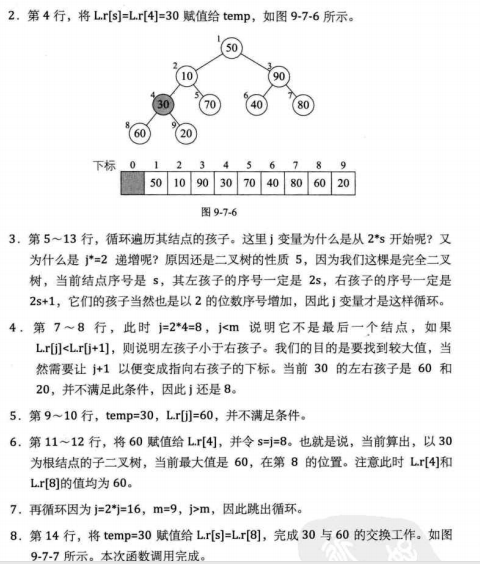 2. 第 4 行，将 L.r[s]=L.r[4]=30 赋值给 temp，如图 9-7-6 所示。
1
50
2
3
10
90
4
5
6
7
30
70
40
80
8
9
60
20
下标 0 1 2 3 4 5 6 7 8 9
50 10 90 30 70 40 80 60 20
图 9-7-6
3. 第 5～13 行，循环遍历其结点的孩子。这里 j 变量为什么是从 2*s 开始呢？又
为什么是 j*=2 递增呢？原因还是二叉树的性质 5，因为我们这棵是完全二叉
树，当前结点序号是 s，其左孩子的序号一定是 2s，右孩子的序号一定是
2s+1，它们的孩子当然也是以 2 的位数序号增加，因此 j 变量才是这样循环。
4. 第 7～8 行，此时 j=2*4=8，j<m 说明它不是最后一个结点，如果
L.r[j]<L.r[j+1]，则说明左孩子小于右孩子。我们的目的是要找到较大值，当
然需要让 j+1 以便变成指向右孩子的下标。当前 30 的左右孩子是 60 和
20，并不满足此条件，因此 j 还是 8。
5. 第 9～10 行，temp=30，L.r[j]=60，并不满足条件。
6. 第 11～12 行，将 60 赋值给 L.r[4]，并令 s=j=8。也就是说，当前算出，以 30
为根结点的子二叉树，当前最大值是 60，在第 8 的位置。注意此时 L.r[4]和
L.r[8]的值均为 60。
7. 再循环因为 j=2*j=16，m=9，j>m，因此跳出循环。
8. 第 14 行，将 temp=30 赋值给 L.r[s]=L.r[8]，完成 30 与 60 的交换工作。如图
9-7-7 所示。本次函数调用完成。